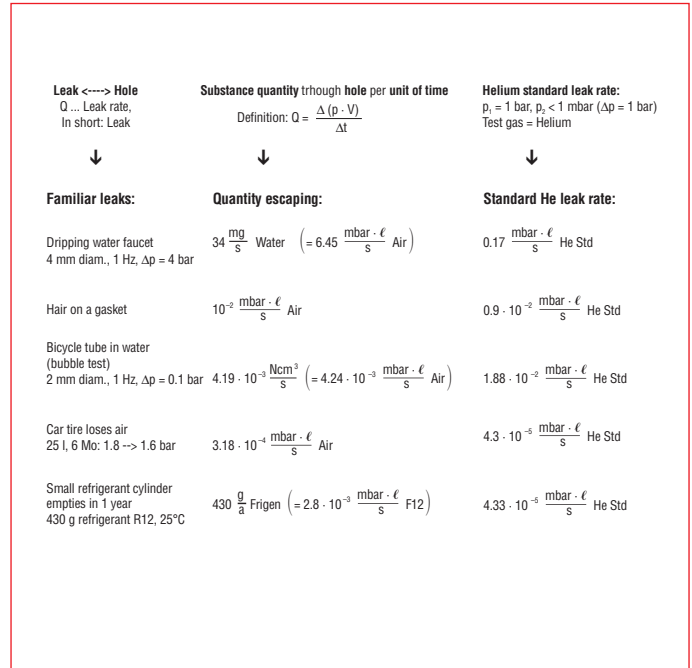 Leak <----> Hole
Q ... Leak rate,
In short: Leak
Substance quantity trhough hole per unit of time
Definition: Q = Δ (p · V) / Δt
Helium standard leak rate:
p₁ = 1 bar, p₂ < 1 mbar (Δp = 1 bar)
Test gas = Helium
↓ ↓ ↓
Familiar leaks: Quantity escaping: Standard He leak rate:
Dripping water faucet
4 mm diam., 1 Hz, Δp = 4 bar
34 mg/s Water (= 6.45 mbar · ℓ/s Air)
0.17 mbar · ℓ/s He Std
Hair on a gasket
10⁻² mbar · ℓ/s Air
0.9 · 10⁻² mbar · ℓ/s He Std
Bicycle tube in water
(bubble test)
2 mm diam., 1 Hz, Δp = 0.1 bar
4.19 · 10⁻³ Ncm³/s (= 4.24 · 10⁻³ mbar · ℓ/s Air)
1.88 · 10⁻² mbar · ℓ/s He Std
Car tire loses air
25 l, 6 Mo: 1.8 --> 1.6 bar
3.18 · 10⁻⁴ mbar · ℓ/s Air
4.3 · 10⁻⁵ mbar · ℓ/s He Std
Small refrigerant cylinder
empties in 1 year
430 g refrigerant R12, 25°C
430 g/a Frigen (= 2.8 · 10⁻³ mbar · ℓ/s F12)
4.33 · 10⁻⁵ mbar · ℓ/s He Std